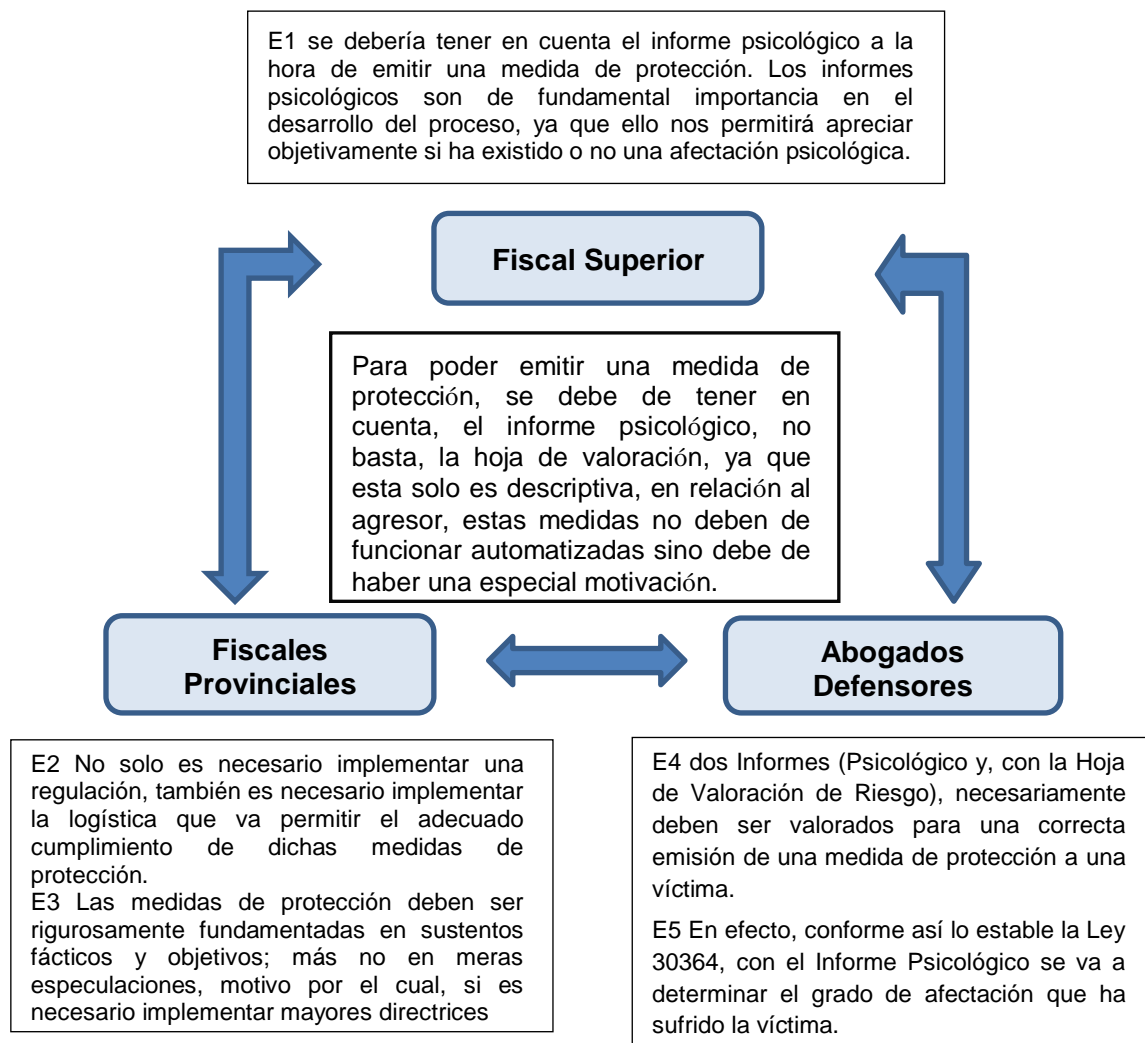 E1 se debería tener en cuenta el informe psicológico a la
hora de emitir una medida de protección. Los informes
psicológicos son de fundamental importancia en el
desarrollo del proceso, ya que ello nos permitirá apreciar
objetivamente si ha existido o no una afectación psicológica.
Fiscal Superior
Para poder emitir una medida de
protección, se debe de tener en
cuenta, el informe psicológico, no
basta, la hoja de valoración, ya que
esta solo es descriptiva, en relación al
agresor, estas medidas no deben de
funcionar automatizadas sino debe de
haber una especial motivación.
Fiscales
Provinciales
Abogados
Defensores
E2 No solo es necesario implementar una
regulación, también es necesario implementar
la logística que va permitir el adecuado
cumplimiento de dichas medidas de
protección.
E3 Las medidas de protección deben ser
rigurosamente fundamentadas en sustentos
fácticos y objetivos; más no en meras
especulaciones, motivo por el cual, si es
necesario implementar mayores directrices
E4 dos Informes (Psicológico y, con la Hoja
de Valoración de Riesgo), necesariamente
deben ser valorados para una correcta
emisión de una medida de protección a una
víctima.
E5 En efecto, conforme así lo estable la Ley
30364, con el Informe Psicológico se va a
determinar el grado de afectación que ha
sufrido la víctima.